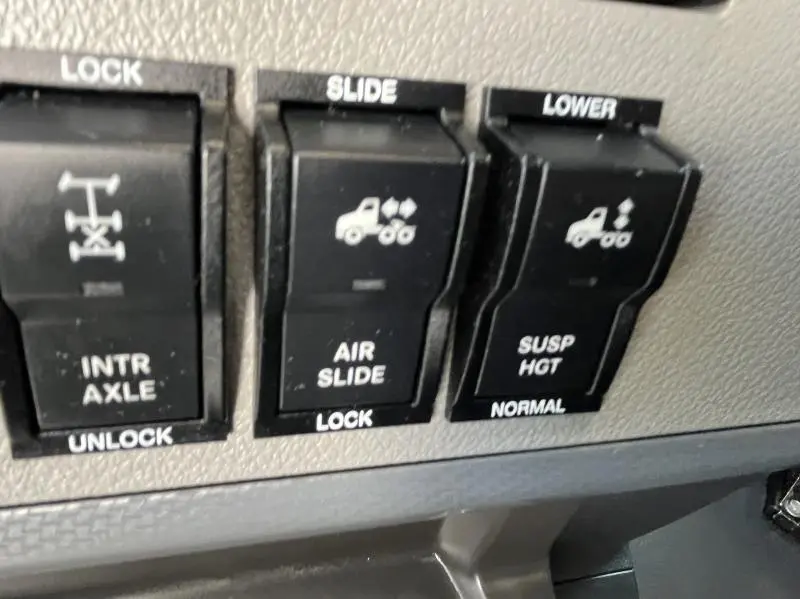 LOCK
INTR
AXLE
UNLOCK
SLIDE
AIR
SLIDE
LOCK
LOWER
SUSP
HGT
NORMAL